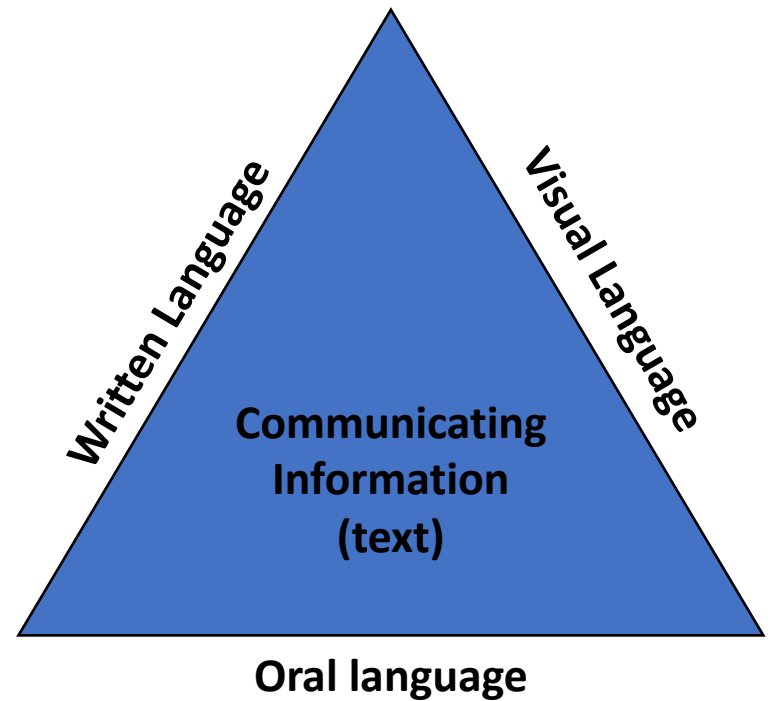 Written Language
Visual Language
Communicating
Information
(text)
Oral language